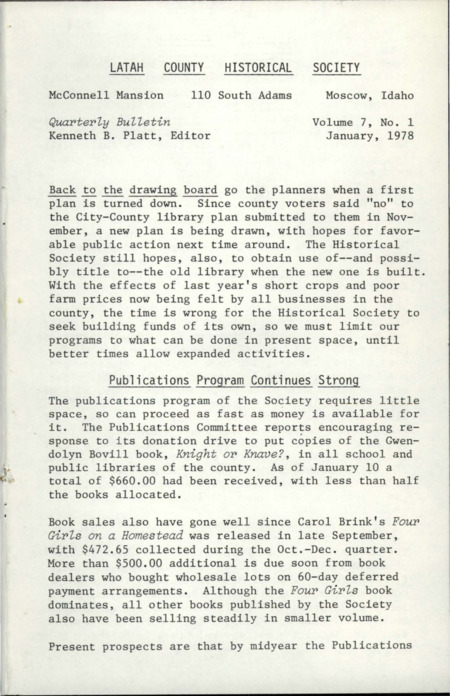 LATAH COUNTY HISTORICAL SOCIETY
McConnell Mansion 110 South Adams Moscow, Idaho
Quarterly Bulletin Volume 7, No. 1
Kenneth B. Platt, Editor January, 1978
Back to the drawing board go the planners when a first
plan is turned down. Since county voters said "no" to
the City-County library plan submitted to them in Nov-
ember, a new plan is being drawn, with hopes for favor-
able public action next time around. The Historical
Society still hopes, also, to obtain use of--and possi-
bly title to--the old library when the new one is built.
With the effects of last year's short crops and poor
farm prices now being felt by all businesses in the
county, the time is wrong for the Historical Society to
seek building funds of its own, so we must limit our
programs to what can be done in present space, until
better times allow expanded activities.
Publications Program Continues Strong
The publications program of the Society requires little
space, so can proceed as fast as money is available for
it. The Publications Committee reports encouraging re-
sponse to its donation drive to put copies of the Gwen-
dolyn Bovill book, Knight or Knave?, in all school and
public libraries of the county. As of January 10 a
total of $660.00 had been received, with less than half
the books allocated.
Book sales also have gone well since Carol Brink's Four
Girls on a Homestead was released in late September,
with $472.65 collected during the Oct.-Dec. quarter.
More than $500.00 additional is due soon from book
dealers who bought wholesale lots on 60-day deferred
payment arrangements. Although the Four Girls book
dominates, all other books published by the Society
also have been selling steadily in smaller volume.
Present prospects are that by midyear the Publications